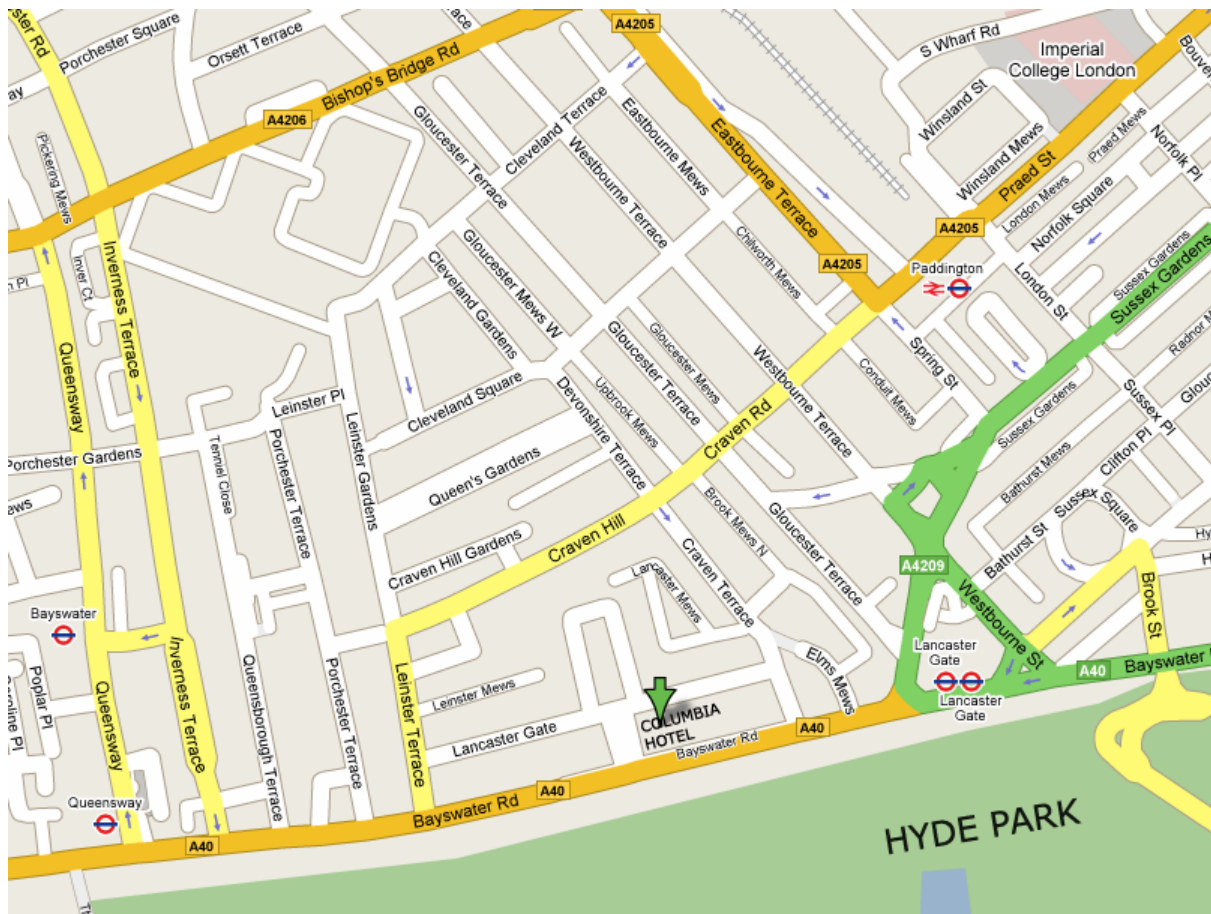 ster Rd
Porchester Square
Orsett Terrace
Bishop's Bridge Rd
A4206
A4205
S Wharf Rd
Imperial
College London
Winsland St
Winsland Mews
Praed St
Praed Mews
Norfolk Pl
London Mews
Norfolk Square
A4205
Pickering Mews
Gloucester Terrace
Cleveland Terrace
Westbourne Terrace
Eastbourne Mews
Eastbourne Terrace
A4205
Chilworth Mews
Paddington
London St
Sussex Gardens
Sussex Gardens
Inver Ct
Inverness Terrace
Queensway
Cleveland Gardens
Gloucester Mews W
Gloucester Terrace
Gloucester Mews
Westbourne Terrace
Spring St
Conduit Mews
Radnor M
Sussex Pl
Sussex Gardens
Leinster Pl
Cleveland Square
Devonshire Terrace
Upbrook Mews
Craven Rd
Porchester Gardens
Tenniel Close
Porchester Terrace
Leinster Gardens
Queen's Gardens
Bathurst Mews
Clifton Pl
Sussex Square
ews
Craven Hill Gardens
Craven Hill
Brook Mews N
Gloucester Terrace
Craven Terrace
Lancaster Mews
A4209
Bathurst St
Westbourne St
Brook St
Hy
H
Bayswater
Inverness Terrace
Queensway
Poplar Pl
Queensborough Terrace
Porchester Terrace
Leinster Terrace
Leinster Mews
Lancaster Gate
Elms Mews
Lancaster
Gate
Lancaster
Gate
A40
Bayswater
COLUMBIA
HOTEL
Bayswater Rd
A40
Queensway
A40
Bayswater Rd
A40
HYDE PARK
Th